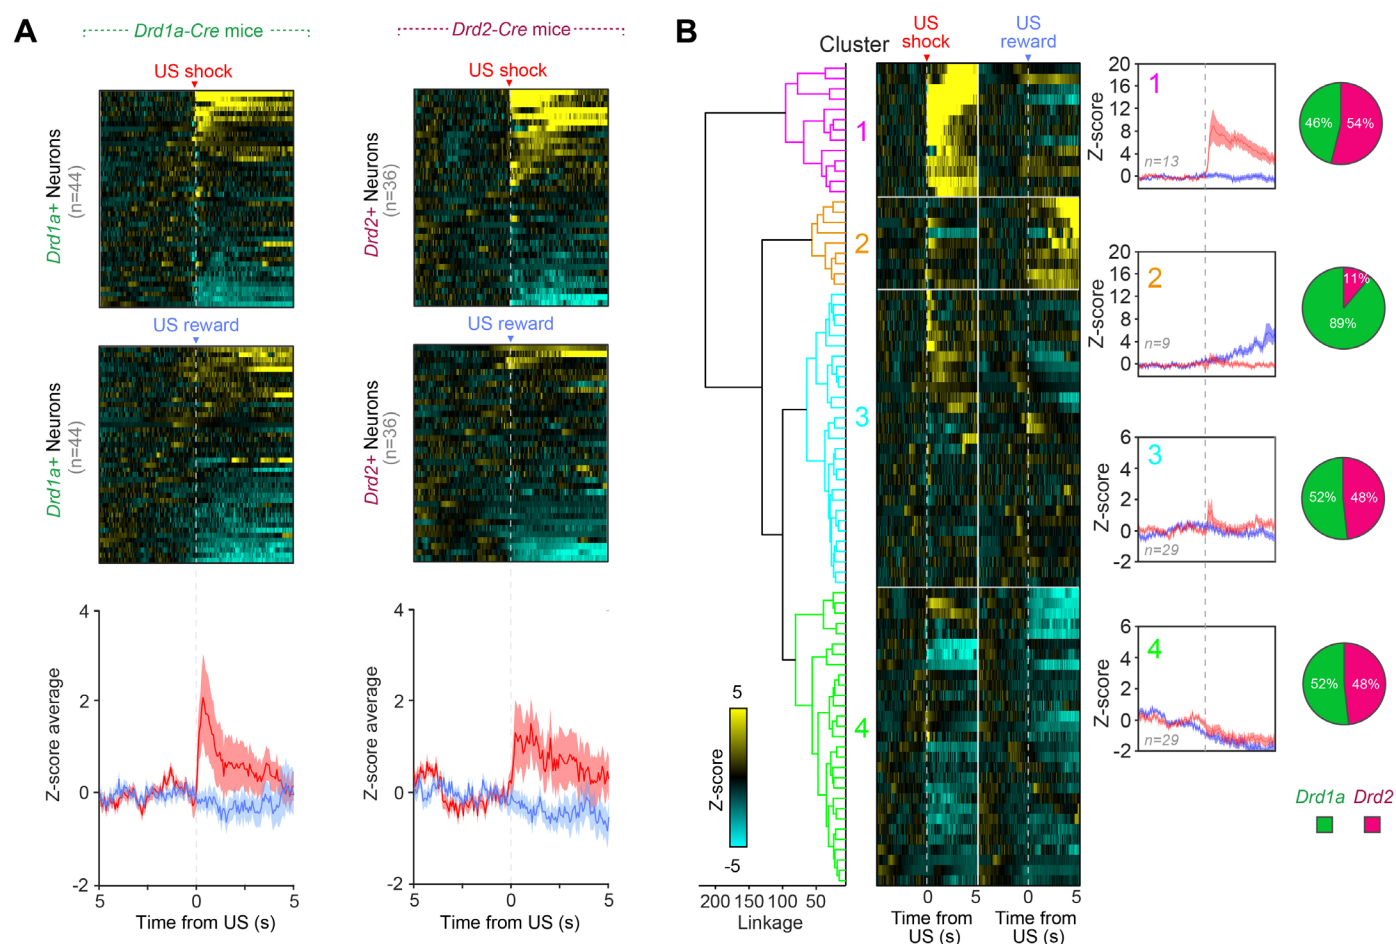 A
Drd1a-Cre mice
Drd2-Cre mice
US shock
US shock
Drd1a+ Neurons
(n=44)
Drd2+ Neurons
(n=36)
US reward
US reward
Drd1a+ Neurons
(n=44)
Drd2+ Neurons
(n=36)
Z-score average
4
2
0
-2
5
0
5
Time from US (s)
Z-score average
4
2
0
-2
5
0
5
Time from US (s)
B
Cluster
US
shock
US
reward
1
2
3
4
5
Z-score
-5
200 150 100 50
Linkage
0
5
0
5
Time from
US (s)
Time from
US (s)
Z-score
20
16
12
8
4
0
1
n=13
46%
54%
Z-score
20
16
12
8
4
0
2
n=9
11%
89%
Z-score
6
4
2
0
-2
3
n=29
52%
48%
Z-score
6
4
2
0
-2
4
n=29
52%
48%
Drd1a Drd2